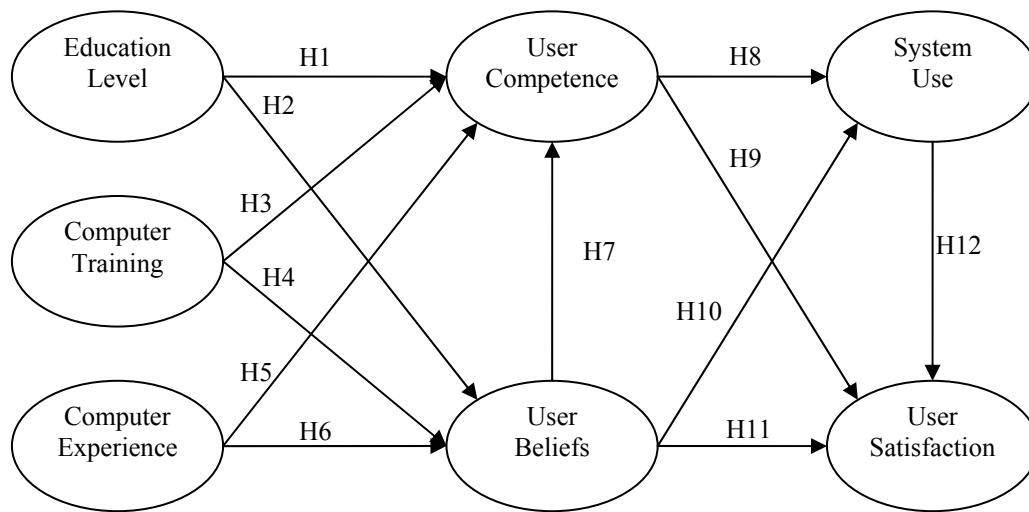 Education
Level
H1
User
Competence
H8
System
Use
H2
H9
H3
Computer
Training
H4
H7
H12
H10
H5
Computer
Experience
H6
User
Beliefs
H11
User
Satisfaction